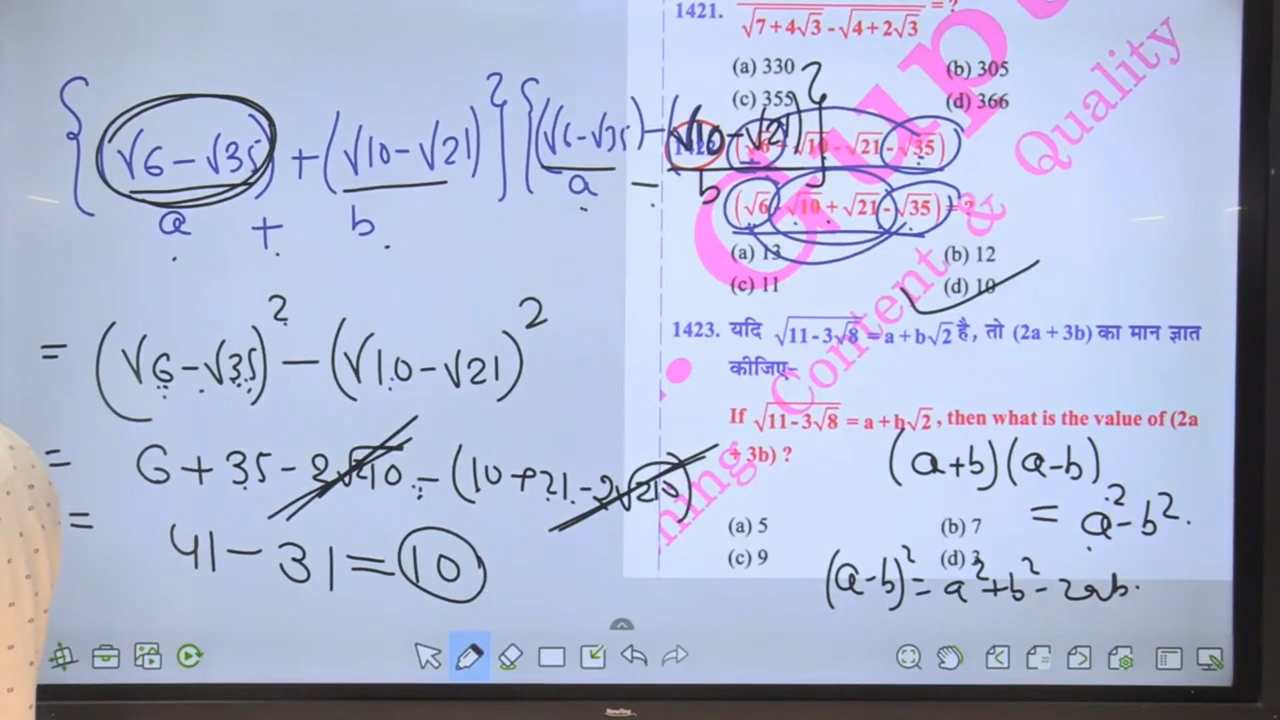 1421. √7+4√3 - √4+2√3 = ?
(a) 330 (b) 305
(c) 355 (d) 366
{(√6-√35) + (√10-√21)} {(√6-√35) - (√10-√21)}
a + b a - b
(√6 + √10 - √21 - √35)
(√6 - √10 + √21 - √35) = ?
(a) 13 (b) 12
(c) 11 (d) 10
= (√6-√35)² - (√10-√21)²
= 6+35-2√210 - (10+21-2√210)
= 41-31=10
1423. यदि √11-3√8 = a+b√2 है, तो (2a+3b) का मान ज्ञात
कीजिए-
If √11-3√8 = a+b√2, then what is the value of (2a
+ 3b) ?
(a) 5 (b) 7
(c) 9 (d) 3
(a+b)(a-b)
= a²-b².
(a-b)²= a²+b²-2ab.
Content & Quality
NewTing